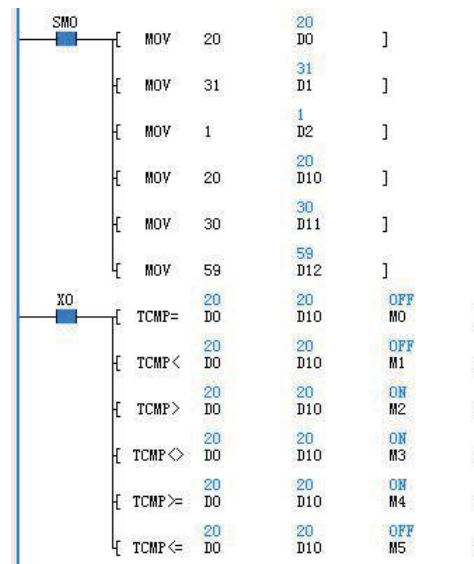 SM0
20
[ MOV 20 D0 ]
31
[ MOV 31 D1 ]
1
[ MOV 1 D2 ]
20
[ MOV 20 D10 ]
30
[ MOV 30 D11 ]
59
[ MOV 59 D12 ]
X0
20 20 OFF
[ TCMP= D0 D10 M0
20 20 OFF
[ TCMP< D0 D10 M1
20 20 ON
[ TCMP> D0 D10 M2
20 20 ON
[ TCMP<> D0 D10 M3
20 20 ON
[ TCMP>= D0 D10 M4
20 20 OFF
[ TCMP<= D0 D10 M5